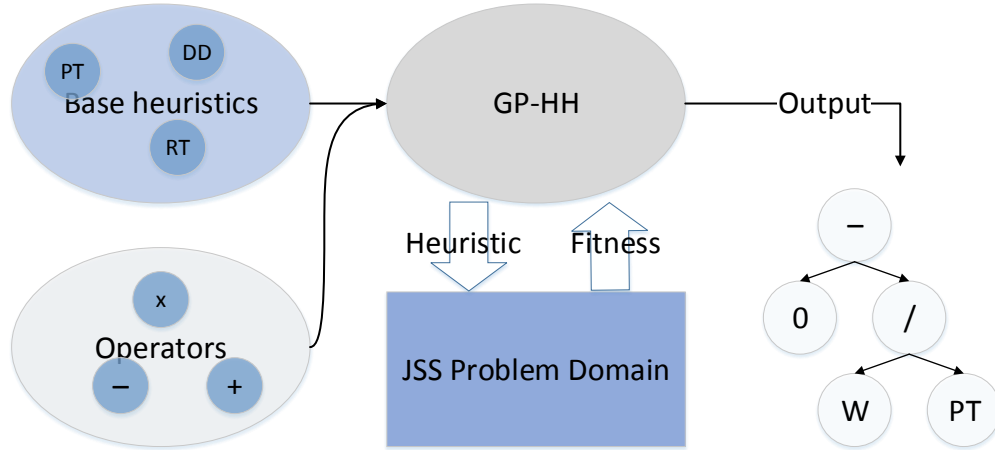 PT
DD
Base heuristics
RT
GP-HH
Output
Operators
x
–
+
Heuristic
Fitness
JSS Problem Domain
–
0
/
W
PT